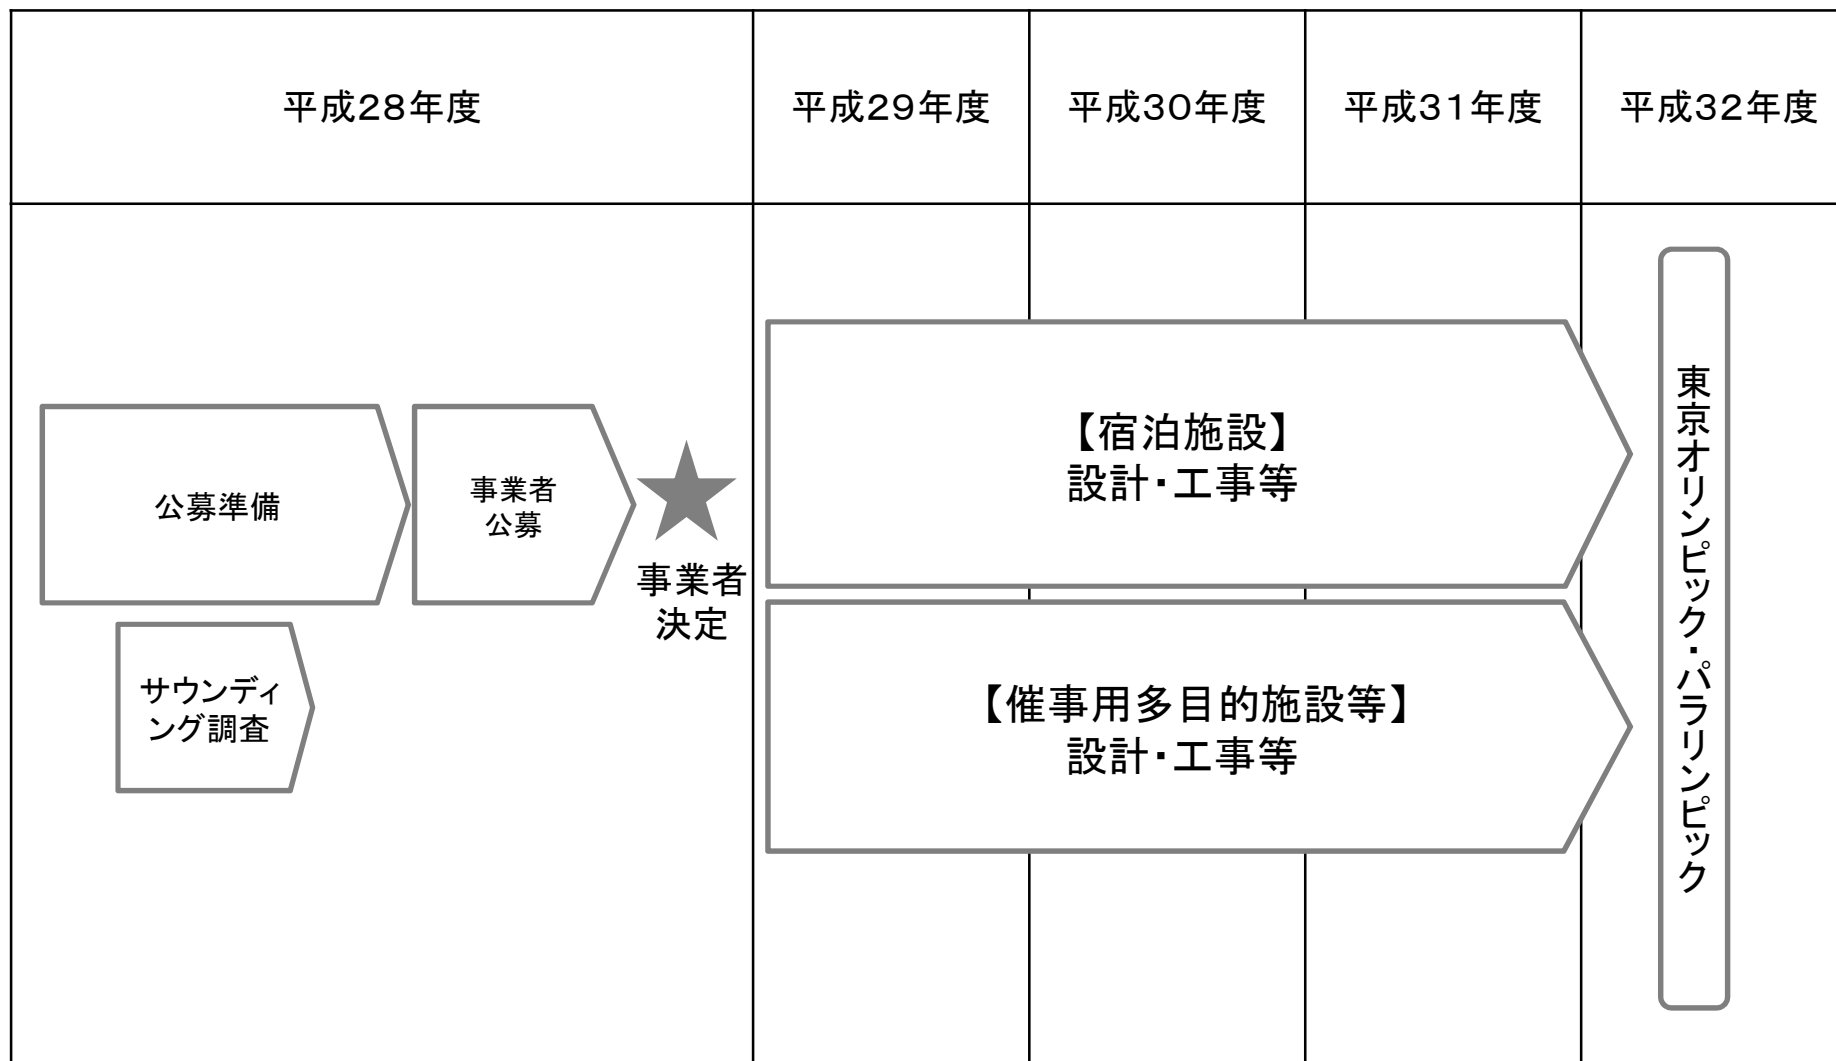 平成28年度
平成29年度
平成30年度
平成31年度
平成32年度
公募準備
事業者
公募
事業者
決定
サウンディ
ング調査
【宿泊施設】
設計・工事等
【催事用多目的施設等】
設計・工事等
東京オリンピック・パラリンピック